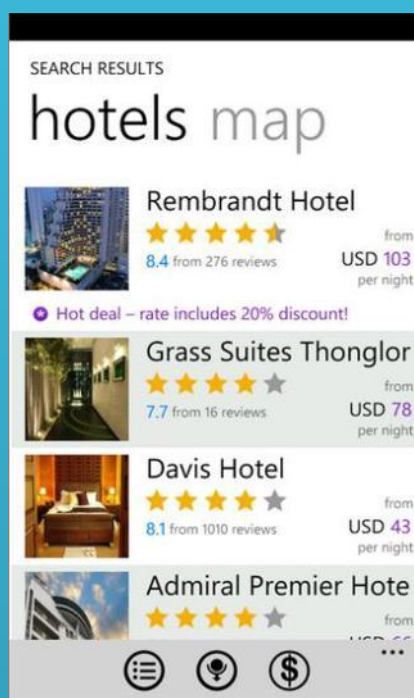 SEARCH RESULTS
hotels map
Rembrandt Hotel
from
8.4 from 276 reviews
USD 103
per night
Hot deal – rate includes 20% discount!
Grass Suites Thonglor
from
7.7 from 16 reviews
USD 78
per night
Davis Hotel
from
8.1 from 1010 reviews
USD 43
per night
Admiral Premier Hote
from
USD
$
...